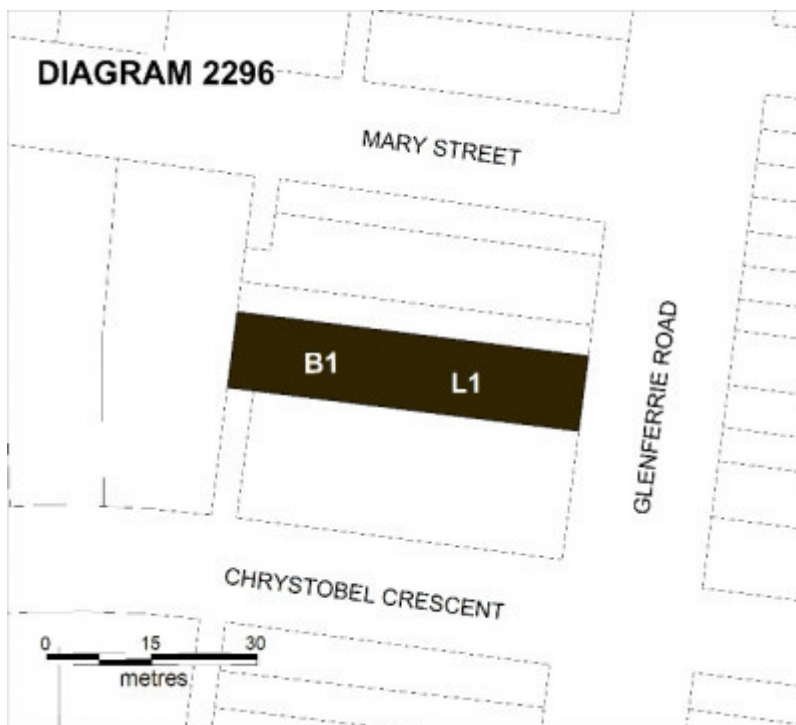 DIAGRAM 2296
MARY STREET
GLENFERRIE ROAD
B1
L1
CHRYSTOBEL CRESCENT
0 15 30
metres